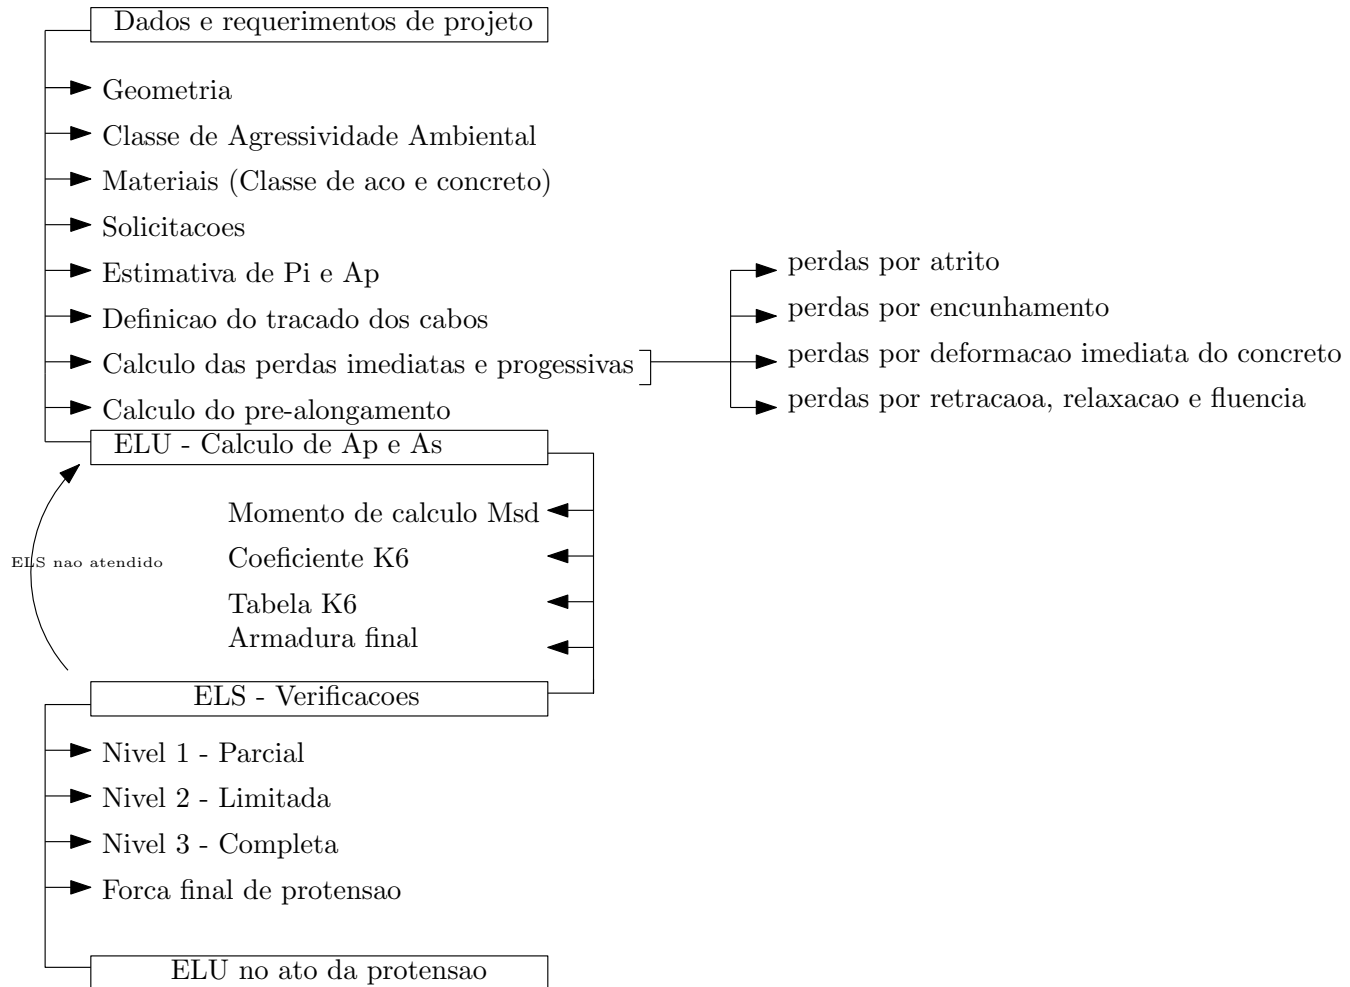 Dados e requerimentos de projeto
Geometria
Classe de Agressividade Ambiental
Materiais (Classe de aco e concreto)
Solicitacoes
Estimativa de Pi e Ap
Definicao do tracado dos cabos
Calculo das perdas imediatas e progessivas
perdas por atrito
perdas por encunhamento
perdas por deformacao imediata do concreto
perdas por retracaoa, relaxacao e fluencia
Calculo do pre-alongamento
ELU - Calculo de Ap e As
Momento de calculo Msd
Coeficiente K6
Tabela K6
Armadura final
ELS nao atendido
ELS - Verificacoes
Nivel 1 - Parcial
Nivel 2 - Limitada
Nivel 3 - Completa
Forca final de protensao
ELU no ato da protensao